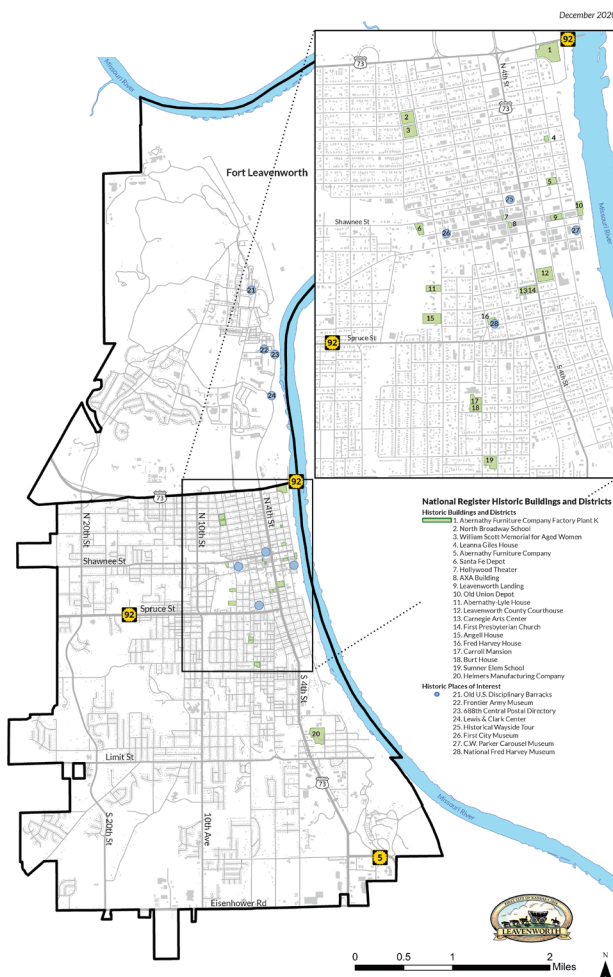 December 2020
Missouri River
92
73
1
N 4th St
73
2
3
4
Fort Leavenworth
5
25
10
7
8
9
Shawnee St
6
26
27
Missouri River
12
11
13 14
21
15
16
28
Spruce St
92
22
23
S 4th St
24
17
18
19
92
73
N 20th St
N 10th St
N 4th St
Shawnee St
Spruce St
92
S 4th St
20
Limit St
73
S 20th St
10th Ave
Missouri River
5
Eisenhower Rd
National Register Historic Buildings and Districts
Historic Buildings and Districts
1. Abernathy Furniture Company Factory Plant K
2. North Broadway School
3. William Scott Memorial for Aged Women
4. Leanna Giles House
5. Abernathy Furniture Company
6. Santa Fe Depot
7. Hollywood Theater
8. AXA Building
9. Leavenworth Landing
10. Old Union Depot
11. Abernathy-Lyle House
12. Leavenworth County Courthouse
13. Carnegie Arts Center
14. First Presbyterian Church
15. Angell House
16. Fred Harvey House
17. Carroll Mansion
18. Burt House
19. Sumner Elem School
20. Helmers Manufacturing Company
Historic Places of Interest
21. Old U.S. Disciplinary Barracks
22. Frontier Army Museum
23. 688th Central Postal Directory
24. Lewis & Clark Center
25. Historical Wayside Tour
26. First City Museum
27. C.W. Parker Carousel Museum
28. National Fred Harvey Museum
LEAVENWORTH
0 0.5 1 2
Miles
N